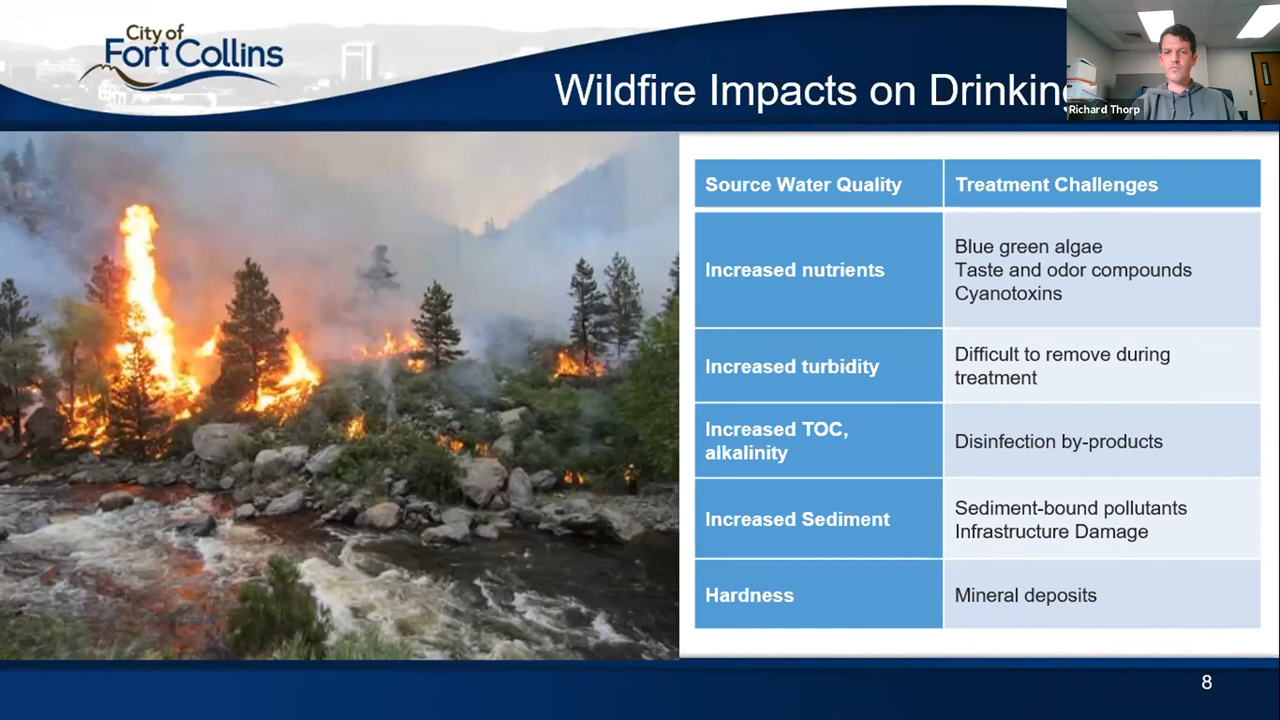 City of
Fort Collins
Wildfire Impacts on
Richard Thorp
Source Water Quality
Treatment Challenges
Increased nutrients
Blue green algae
Taste and odor compounds
Cyanotoxins
Increased turbidity
Difficult to remove during
treatment
Increased TOC,
alkalinity
Disinfection by-products
Increased Sediment
Sediment-bound pollutants
Infrastructure Damage
Hardness
Mineral deposits
8